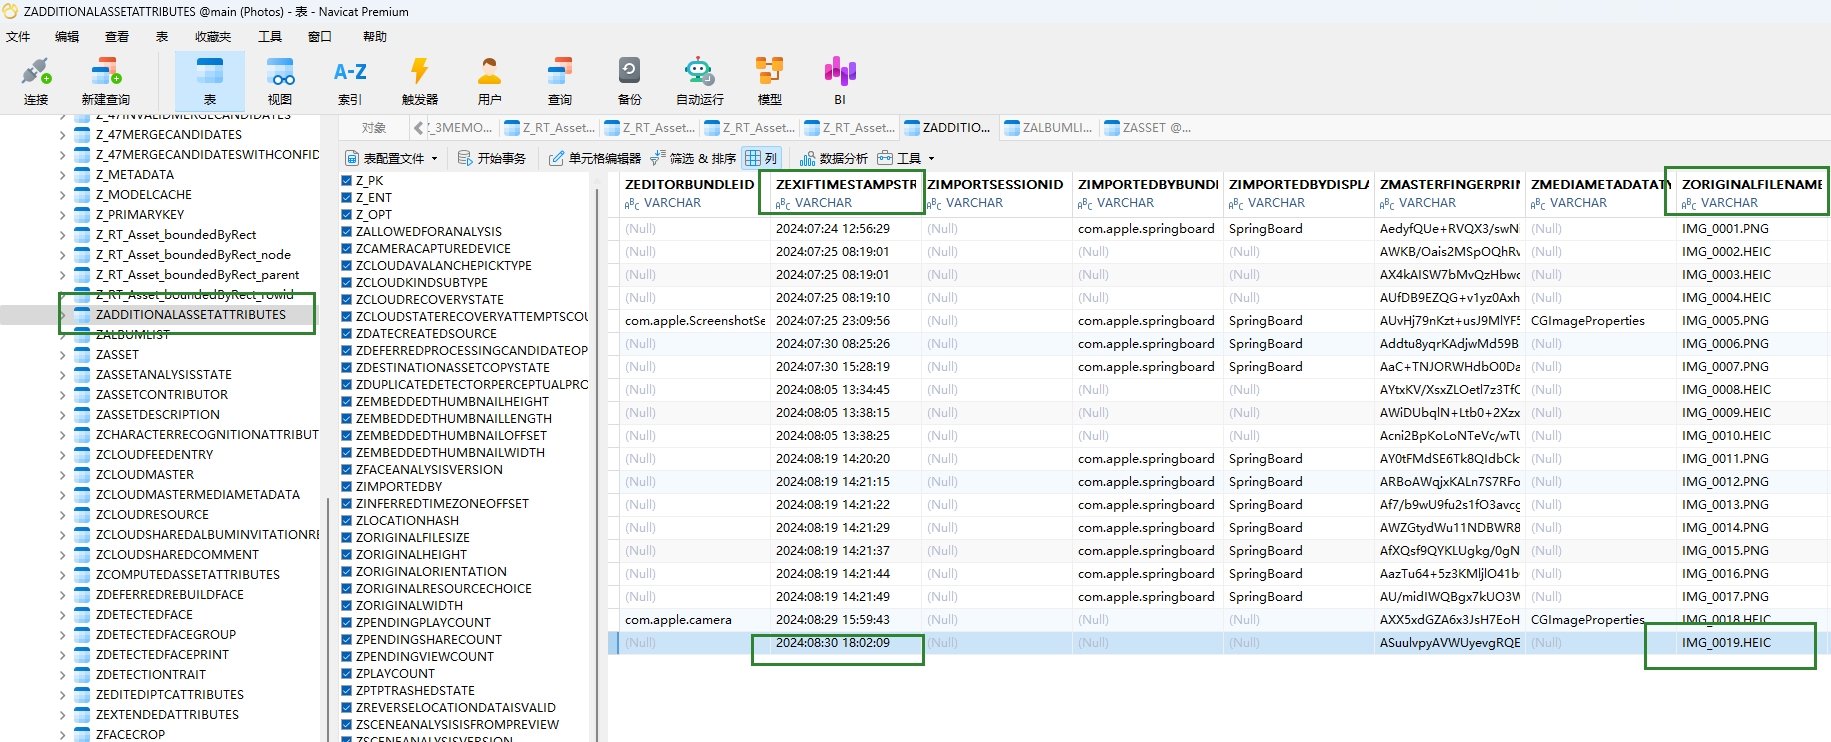 ZADDITIONALASSETATTRIBUTES @main (Photos) - 表 - Navicat Premium
文件 编辑 查看 表 收藏夹 工具 窗口 帮助
连接 新建查询 表 视图 索引 触发器 用户 查询 备份 自动运行 模型 BI
对象 Z_3MEMO... Z_RT_Asset... Z_RT_Asset... Z_RT_Asset... Z_RT_Asset... ZADDITIO... ZALBUMLI... ZASSET @...
表配置文件 开始事务 单元格编辑器 筛选 & 排序 列 数据分析 工具
Z_47INVALIDMERGECANDIDATES
Z_47MERGECANDIDATES
Z_47MERGECANDIDATESWITHCONFID
Z_METADATA
Z_MODELCACHE
Z_PRIMARYKEY
Z_RT_Asset_boundedByRect
Z_RT_Asset_boundedByRect_node
Z_RT_Asset_boundedByRect_parent
Z_RT_Asset_boundedByRect_rowid
ZADDITIONALASSETATTRIBUTES
ZALBUMLIST
ZASSET
ZASSETANALYSISSTATE
ZASSETCONTRIBUTOR
ZASSETDESCRIPTION
ZCHARACTERRECOGNITIONATTRIBUT
ZCLOUDFEEDENTRY
ZCLOUDMASTER
ZCLOUDMASTERMEDIAMETADATA
ZCLOUDRESOURCE
ZCLOUDSHAREDALBUMINVITATIONRE
ZCLOUDSHAREDCOMMENT
ZCOMPUTEDASSETATTRIBUTES
ZDEFERREDREBUILDFACE
ZDETECTEDFACE
ZDETECTEDFACEGROUP
ZDETECTEDFACEPRINT
ZDETECTIONTRAIT
ZEDITEDIPTCATTRIBUTES
ZEXTENDEDATTRIBUTES
ZFACECROP
Z_PK
Z_ENT
Z_OPT
ZALLOWEDFORANALYSIS
ZCAMERACAPTUREDEVICE
ZCLOUDAVALANCHEPICKTYPE
ZCLOUDKINDSUBTYPE
ZCLOUDRECOVERYSTATE
ZCLOUDSTATERECOVERYATTEMPTSCOU
ZDATECREATEDSOURCE
ZDEFERREDPROCESSINGCANDIDATEOP
ZDESTINATIONASSETCOPYSTATE
ZDUPLICATEDETECTORPERCEPTUALPRO
ZEMBEDDEDTHUMBNAILHEIGHT
ZEMBEDDEDTHUMBNAILLENGTH
ZEMBEDDEDTHUMBNAILOFFSET
ZEMBEDDEDTHUMBNAILWIDTH
ZFACEANALYSISVERSION
ZIMPORTEDBY
ZINFERREDTIMEZONEOFFSET
ZLOCATIONHASH
ZORIGINALFILESIZE
ZORIGINALHEIGHT
ZORIGINALORIENTATION
ZORIGINALRESOURCECHOICE
ZORIGINALWIDTH
ZPENDINGPLAYCOUNT
ZPENDINGSHARECOUNT
ZPENDINGVIEWCOUNT
ZPLAYCOUNT
ZPTPTRASHEDSTATE
ZREVERSELOCATIONDATAISVALID
ZSCENEANALYSISISFROMPREVIEW
ZSCENEANALYSISVERSION
ZEDITORBUNDLEID ZEXIFTIMESTAMPSTR ZIMPORTSESSIONID ZIMPORTEDBYBUNDI ZIMPORTEDBYDISPLA ZMASTERFINGERPRIN ZMEDIAMETADATATY ZORIGINALFILENAME
VARCHAR VARCHAR VARCHAR VARCHAR VARCHAR VARCHAR VARCHAR VARCHAR
(Null) 2024:07:24 12:56:29 (Null) com.apple.springboard SpringBoard AedyfQUe+RVQX3/swNI (Null) IMG_0001.PNG
(Null) 2024:07:25 08:19:01 (Null) (Null) (Null) AWKB/Oais2MSpOQhRv (Null) IMG_0002.HEIC
(Null) 2024:07:25 08:19:01 (Null) (Null) (Null) AX4kAISW7bMvQzHbwc (Null) IMG_0003.HEIC
(Null) 2024:07:25 08:19:10 (Null) (Null) (Null) AUfDB9EZQG+v1yz0Axh (Null) IMG_0004.HEIC
com.apple.ScreenshotSe 2024:07:25 23:09:56 (Null) com.apple.springboard SpringBoard AUvHj79nKzt+usJ9MlYF5 CGImageProperties IMG_0005.PNG
(Null) 2024:07:30 08:25:26 (Null) com.apple.springboard SpringBoard Addtu8yqrKAdjwMd59B (Null) IMG_0006.PNG
(Null) 2024:07:30 15:28:19 (Null) com.apple.springboard SpringBoard AaC+TNJORWHdbO0Da (Null) IMG_0007.PNG
(Null) 2024:08:05 13:34:45 (Null) (Null) (Null) AYtxKV/XsxZLOetl7z3TfC (Null) IMG_0008.HEIC
(Null) 2024:08:05 13:38:15 (Null) (Null) (Null) AWiDUbqlN+Ltb0+2Xzx (Null) IMG_0009.HEIC
(Null) 2024:08:05 13:38:25 (Null) (Null) (Null) Acni2BpKoLoNTeVc/wTU (Null) IMG_0010.HEIC
(Null) 2024:08:19 14:20:20 (Null) com.apple.springboard SpringBoard AY0tFMdSE6Tk8QIdbCk (Null) IMG_0011.PNG
(Null) 2024:08:19 14:21:15 (Null) com.apple.springboard SpringBoard ARBoAWqjxKALn7S7RFo (Null) IMG_0012.PNG
(Null) 2024:08:19 14:21:22 (Null) com.apple.springboard SpringBoard Af7/b9wU9fu2s1fO3avcg (Null) IMG_0013.PNG
(Null) 2024:08:19 14:21:29 (Null) com.apple.springboard SpringBoard AWZGtydWu11NDBWR8 (Null) IMG_0014.PNG
(Null) 2024:08:19 14:21:37 (Null) com.apple.springboard SpringBoard AfXQsf9QYKLUgkg/0gN (Null) IMG_0015.PNG
(Null) 2024:08:19 14:21:44 (Null) com.apple.springboard SpringBoard AazTu64+5z3KMljlO41b (Null) IMG_0016.PNG
(Null) 2024:08:19 14:21:49 (Null) com.apple.springboard SpringBoard AU/midIWQBgx7kUO3W (Null) IMG_0017.PNG
com.apple.camera 2024:08:29 15:59:43 (Null) (Null) (Null) AXX5xdGZA6x3JsH7EoH CGImageProperties IMG_0018.HEIC
(Null) 2024:08:30 18:02:09 (Null) (Null) (Null) ASuulvpyAVWUyevgRQE (Null) IMG_0019.HEIC